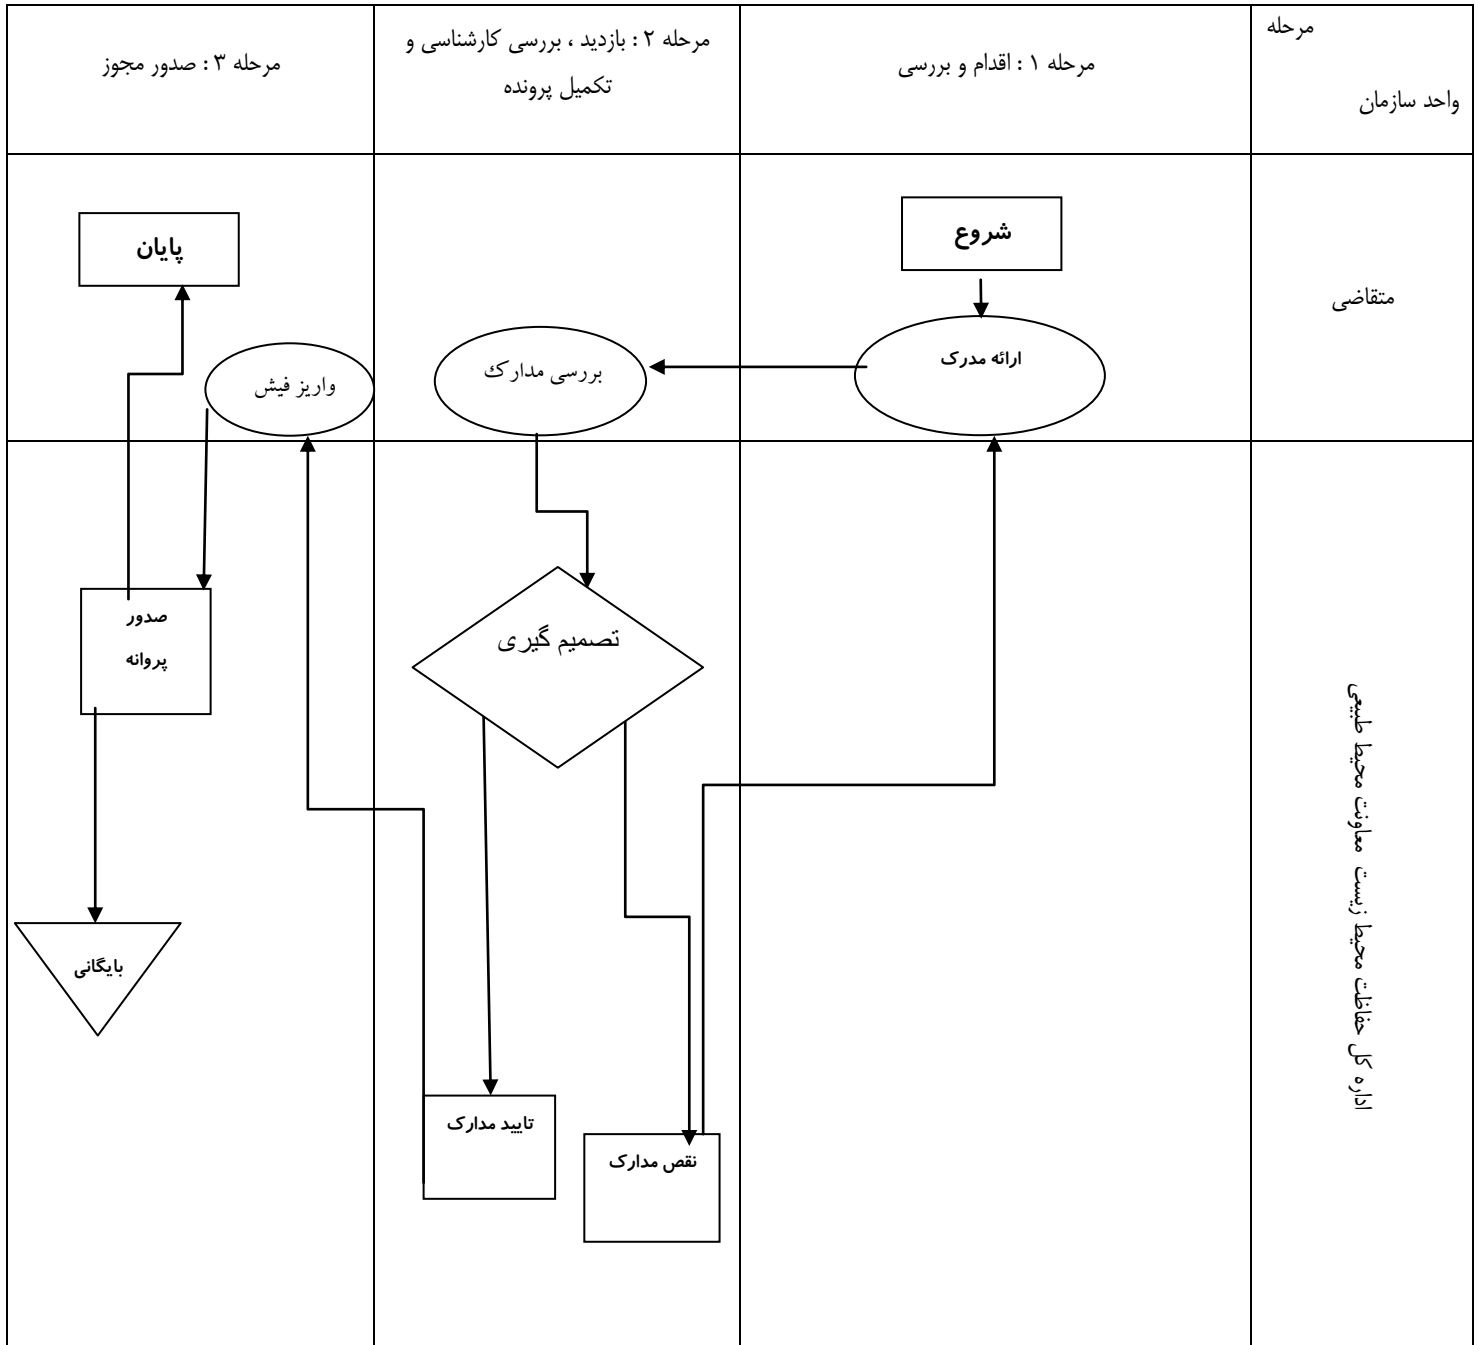 مرحله
واحد سازمان
مرحله ۱ : اقدام و بررسی
مرحله ۲ : بازدید ، بررسی کارشناسی و
تکمیل پرونده
مرحله ۳ : صدور مجوز
متقاضی
شروع
ارائه مدرک
بررسی مدارک
واریز فیش
پایان
اداره کل حفاظت محیط زیست معاونت محیط طبیعی
تصمیم گیری
صدور
پروانه
بایگانی
تایید مدارک
نقص مدارک